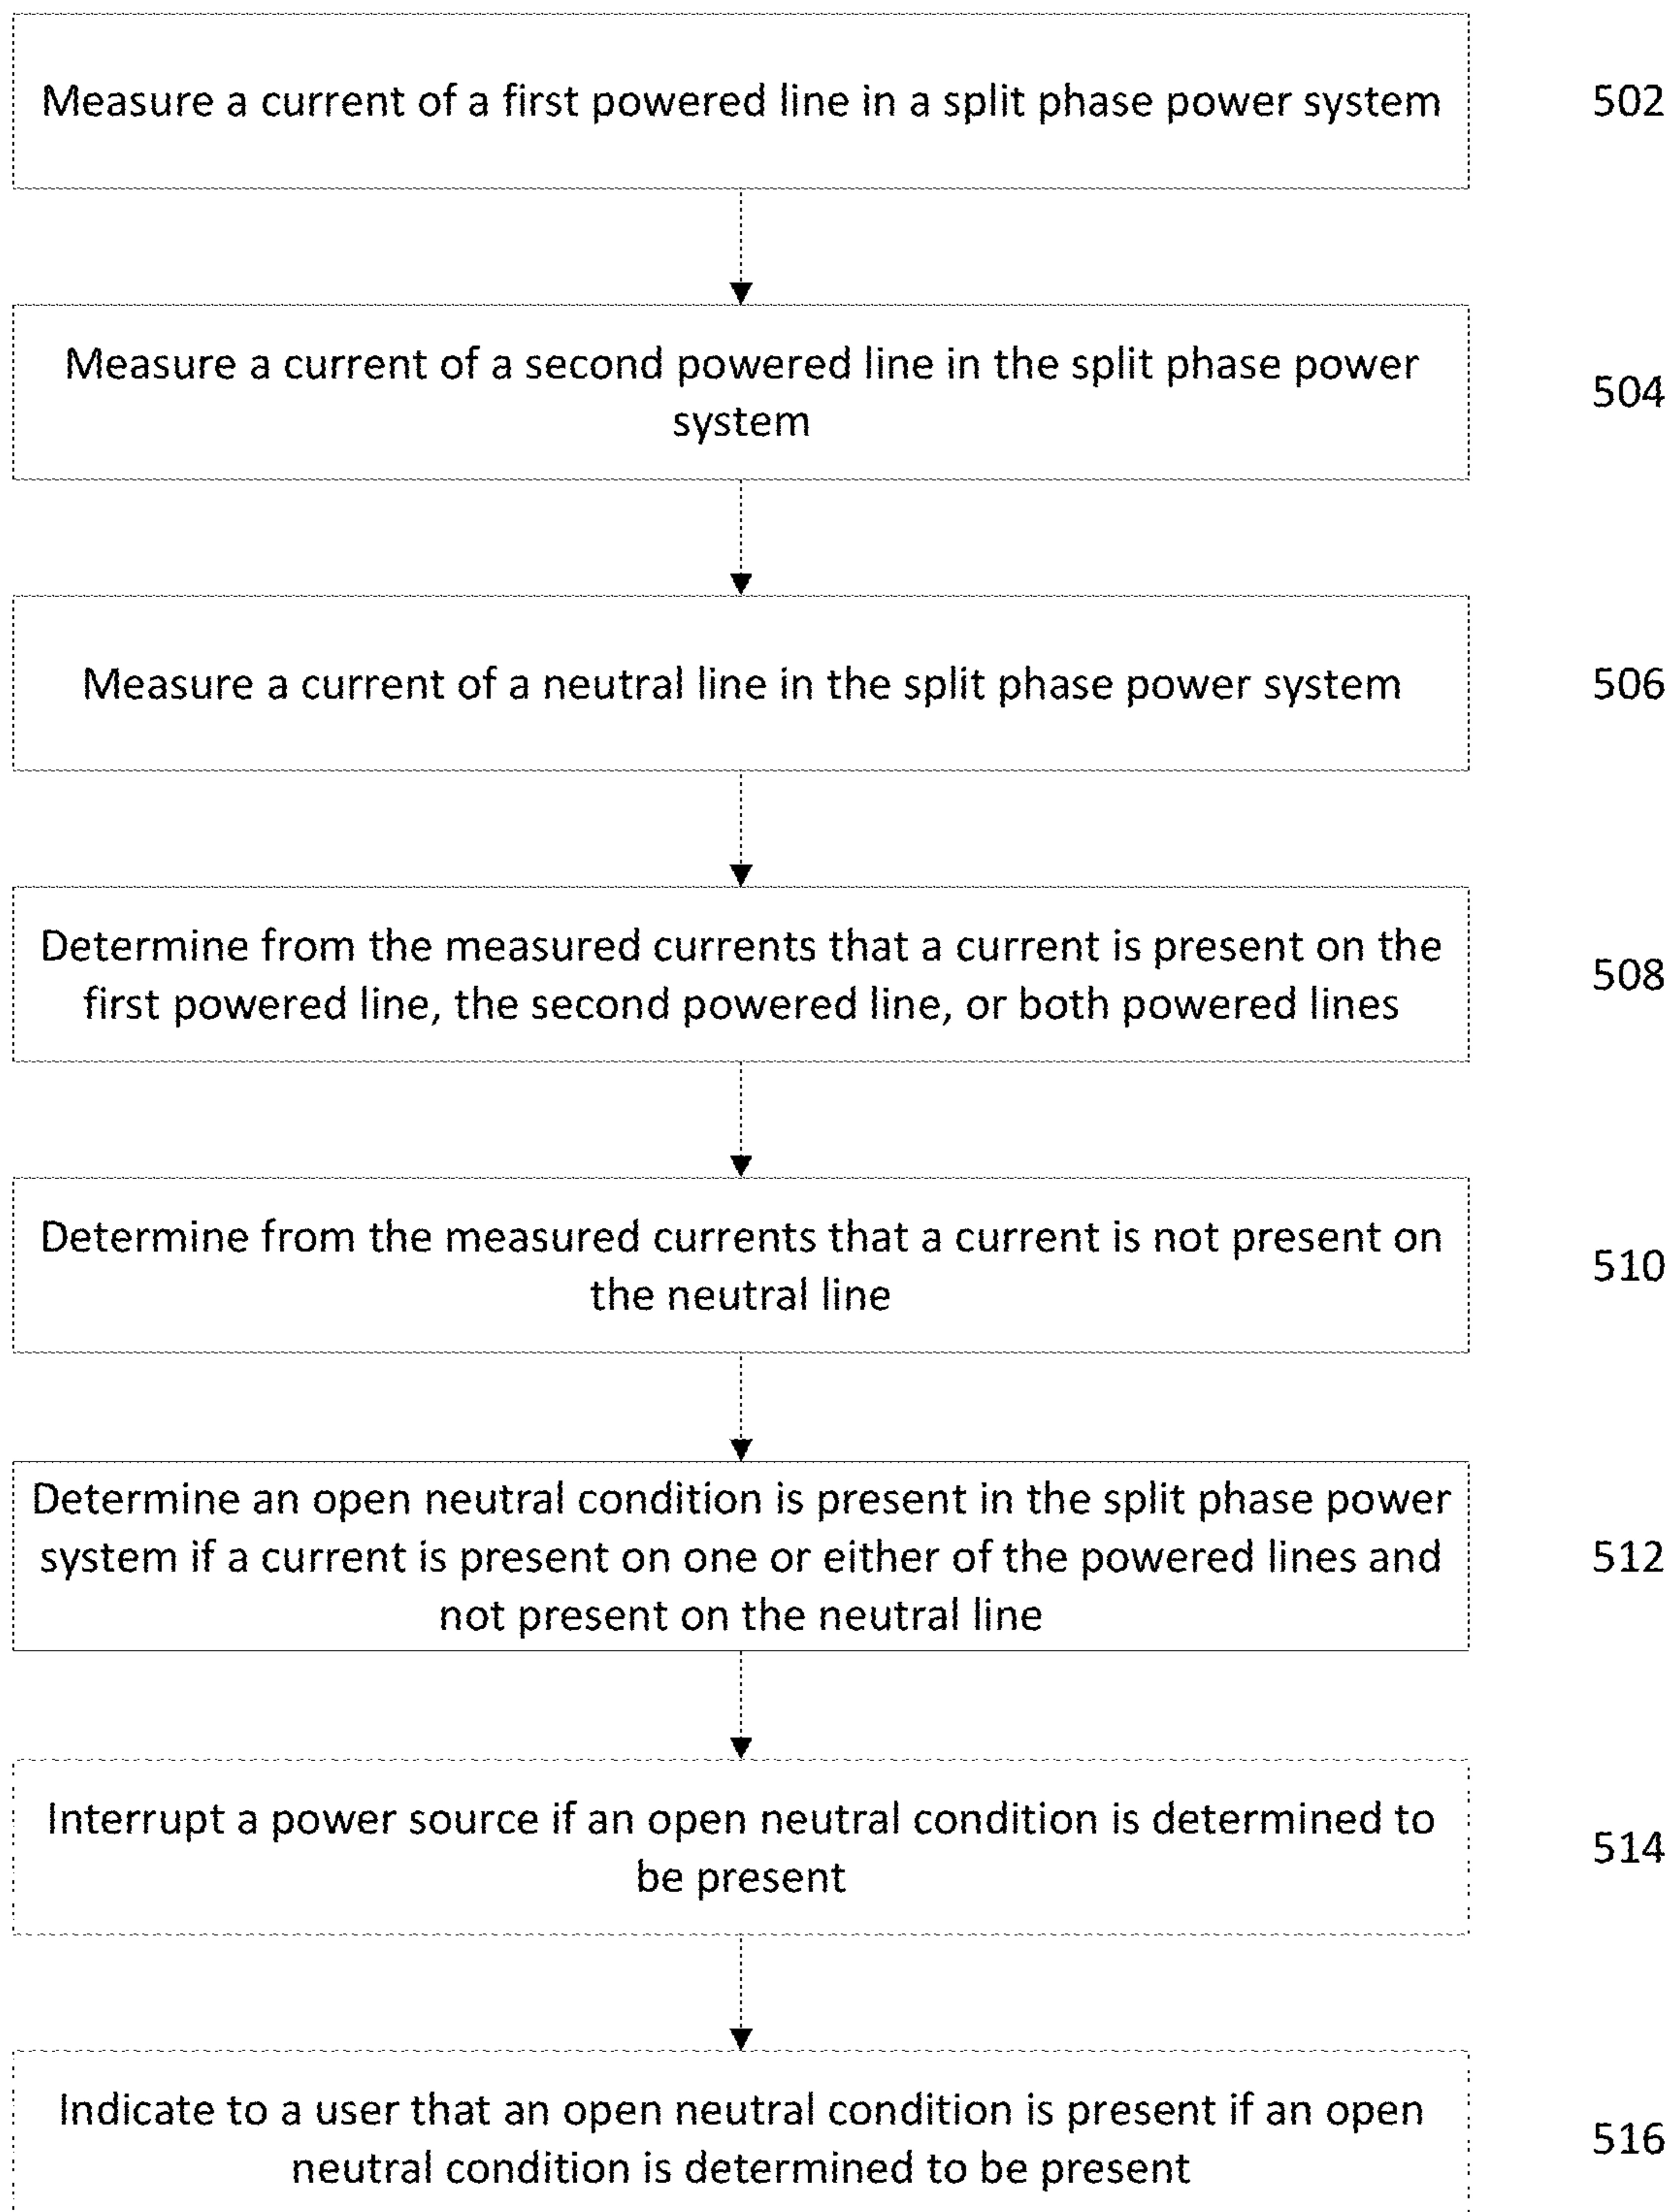 Measure a current of a first powered line in a split phase power system
502
Measure a current of a second powered line in the split phase power
system
504
Measure a current of a neutral line in the split phase power system
506
Determine from the measured currents that a current is present on the
first powered line, the second powered line, or both powered lines
508
Determine from the measured currents that a current is not present on
the neutral line
510
Determine an open neutral condition is present in the split phase power
system if a current is present on one or either of the powered lines and
not present on the neutral line
512
Interrupt a power source if an open neutral condition is determined to
be present
514
Indicate to a user that an open neutral condition is present if an open
neutral condition is determined to be present
516